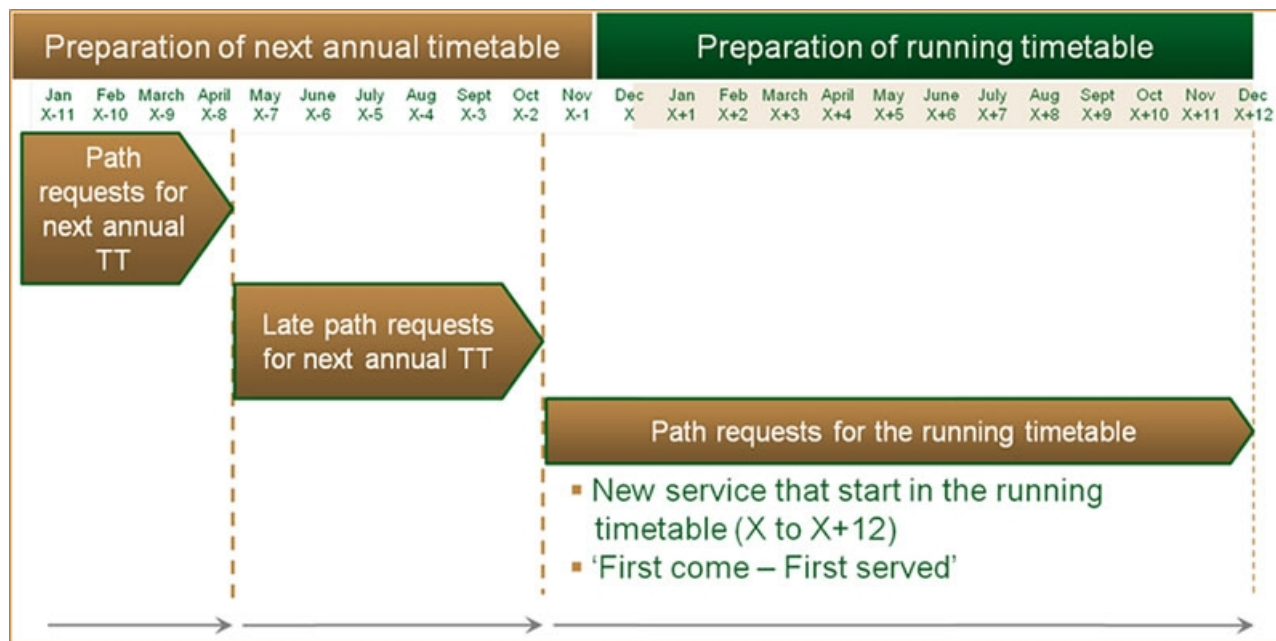 Preparation of next annual timetable
Preparation of running timetable
Jan Feb March April May June July Aug Sept Oct Nov Dec Jan Feb March April May June July Aug Sept Oct Nov Dec
X-11 X-10 X-9 X-8 X-7 X-6 X-5 X-4 X-3 X-2 X-1 X X+1 X+2 X+3 X+4 X+5 X+6 X+7 X+8 X+9 X+10 X+11 X+12
Path
requests for
next annual
TT
Late path requests
for next annual TT
Path requests for the running timetable
▪ New service that start in the running
timetable (X to X+12)
▪ ‘First come – First served’